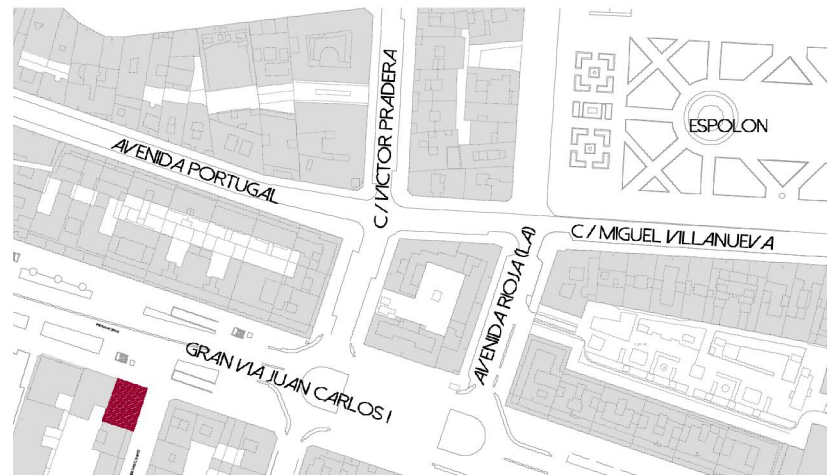 C/ VICTOR PRADERA
ESPOLON
AVENIDA PORTUGAL
C/ MIGUEL VILLANUEVA
AVENIDA RIOJA (LA)
GRAN VIA JUAN CARLOS I